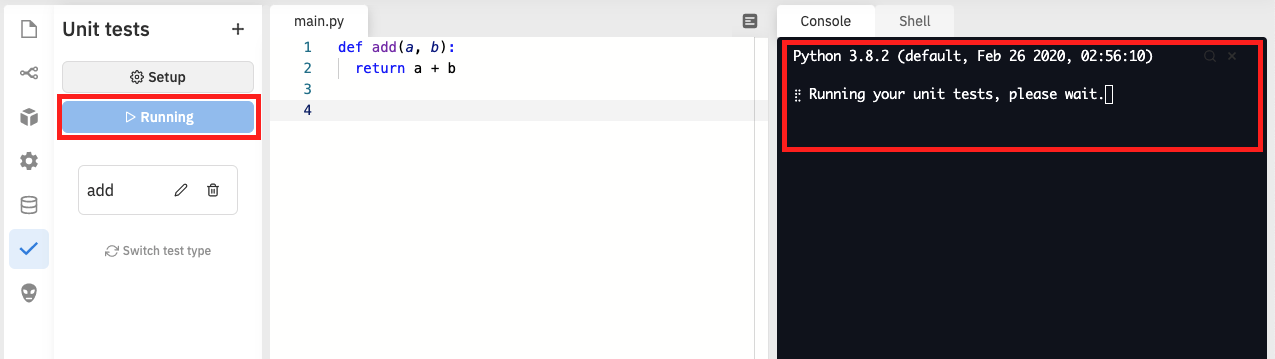 Unit tests
+
Setup
Running
add
Switch test type
main.py
1 def add(a, b):
2   return a + b
3
4
Console
Shell
Python 3.8.2 (default, Feb 26 2020, 02:56:10)
⣾ Running your unit tests, please wait.